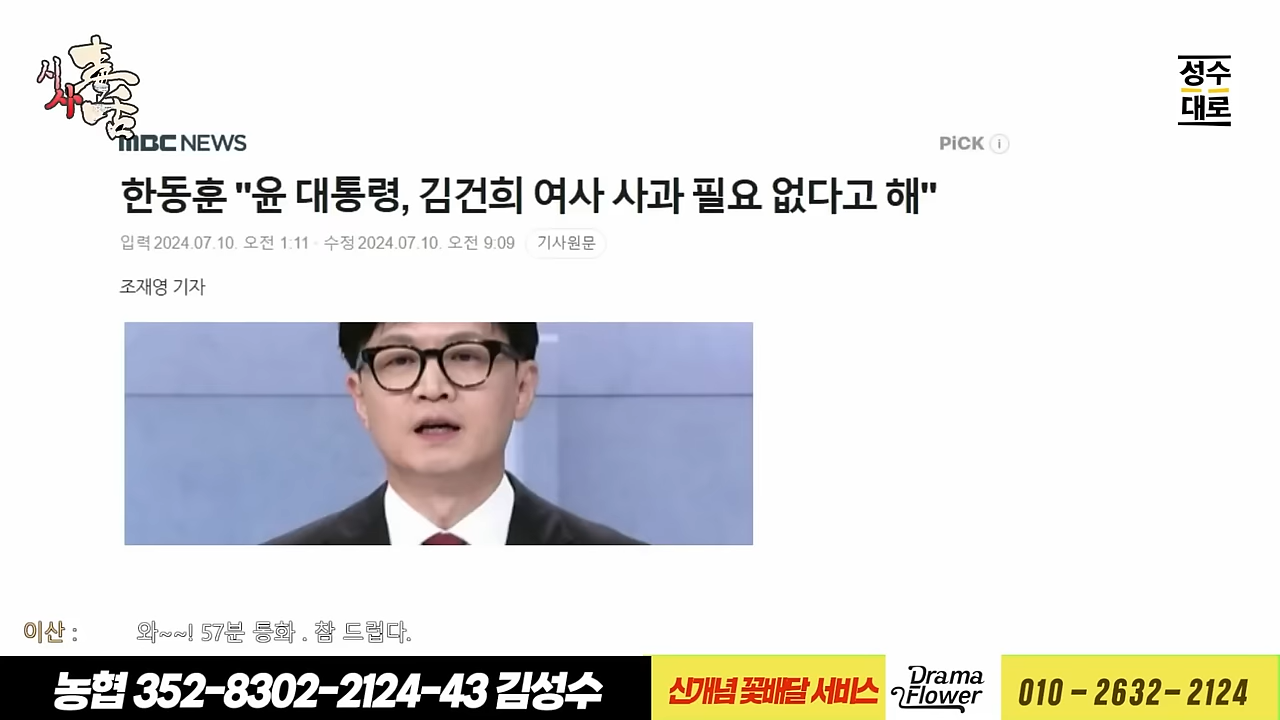 시사
성수
대로
MBC NEWS
PiCK i
한동훈 "윤 대통령, 김건희 여사 사과 필요 없다고 해"
입력 2024.07.10. 오전 1:11 · 수정 2024.07.10. 오전 9:09 기사원문
조재영 기자
이산 : 와~~! 57분 통화 . 참 드럽다.
농협 352-8302-2124-43 김성수
신개념 꽃배달 서비스
Drama
Flower
010 - 2632- 2124